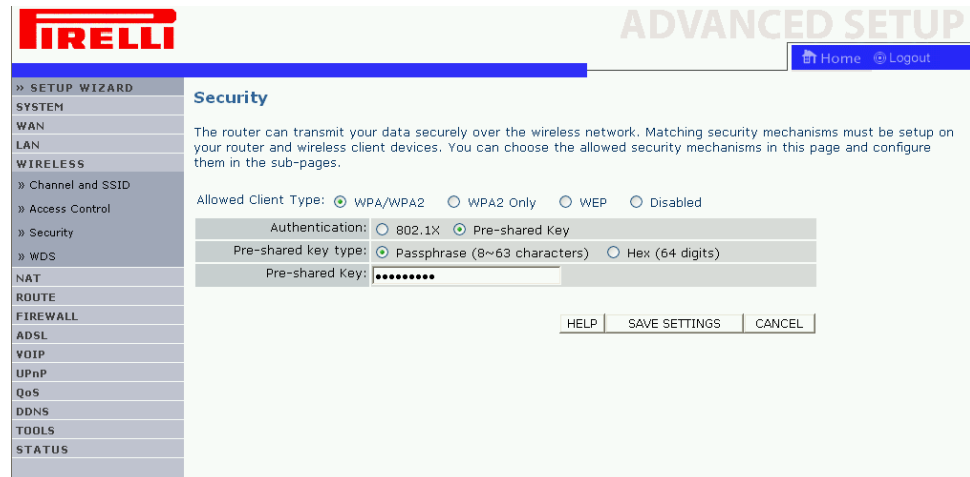 PIRELLI
ADVANCED SETUP
Home Logout
» SETUP WIZARD
SYSTEM
WAN
LAN
WIRELESS
» Channel and SSID
» Access Control
» Security
» WDS
NAT
ROUTE
FIREWALL
ADSL
VOIP
UPnP
QoS
DDNS
TOOLS
STATUS
Security
The router can transmit your data securely over the wireless network. Matching security mechanisms must be setup on
your router and wireless client devices. You can choose the allowed security mechanisms in this page and configure
them in the sub-pages.
Allowed Client Type: WPA/WPA2 WPA2 Only WEP Disabled
Authentication: 802.1X Pre-shared Key
Pre-shared key type: Passphrase (8~63 characters) Hex (64 digits)
Pre-shared Key: •••••••••
HELP SAVE SETTINGS CANCEL